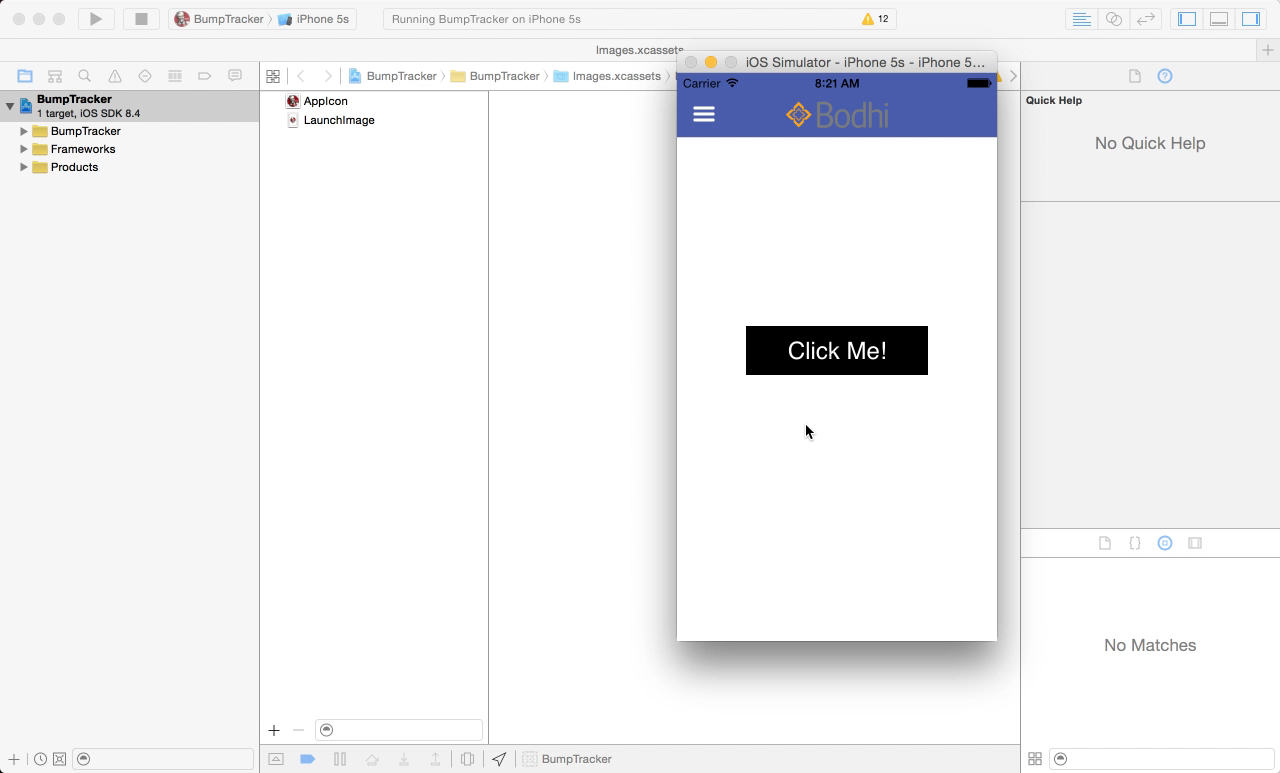 BumpTracker
iPhone 5s
Running BumpTracker on iPhone 5s
12
Images.xcassets
BumpTracker
BumpTracker
Images.xcassets
iOS Simulator - iPhone 5s - iPhone 5...
Carrier
8:21 AM
Bodhi
Click Me!
BumpTracker
1 target, iOS SDK 8.4
BumpTracker
Frameworks
Products
AppIcon
LaunchImage
Quick Help
No Quick Help
No Matches
BumpTracker